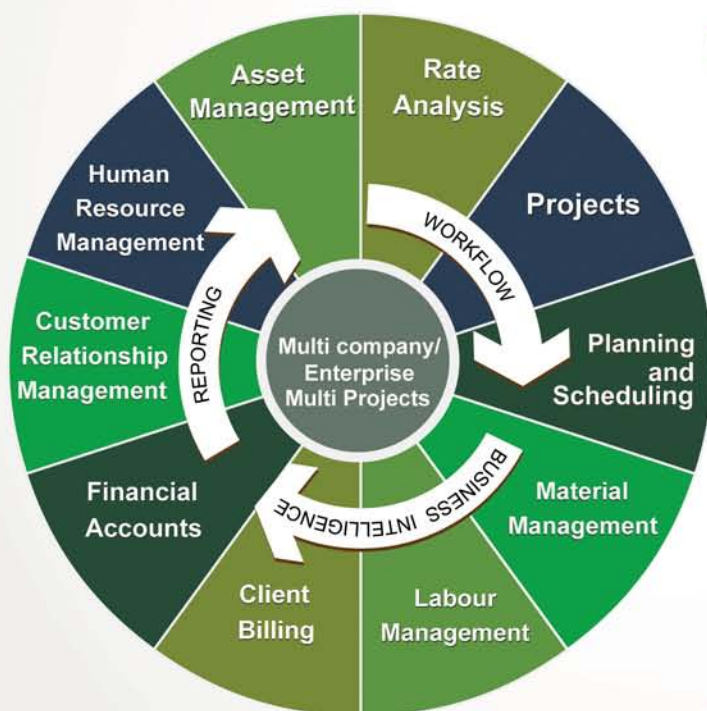 Asset
Management
Rate
Analysis
Projects
Planning
and
Scheduling
Material
Management
Labour
Management
Client
Billing
Financial
Accounts
Customer
Relationship
Management
Human
Resource
Management
WORKFLOW
BUSINESS INTELLIGENCE
REPORTING
Multi company/
Enterprise
Multi Projects